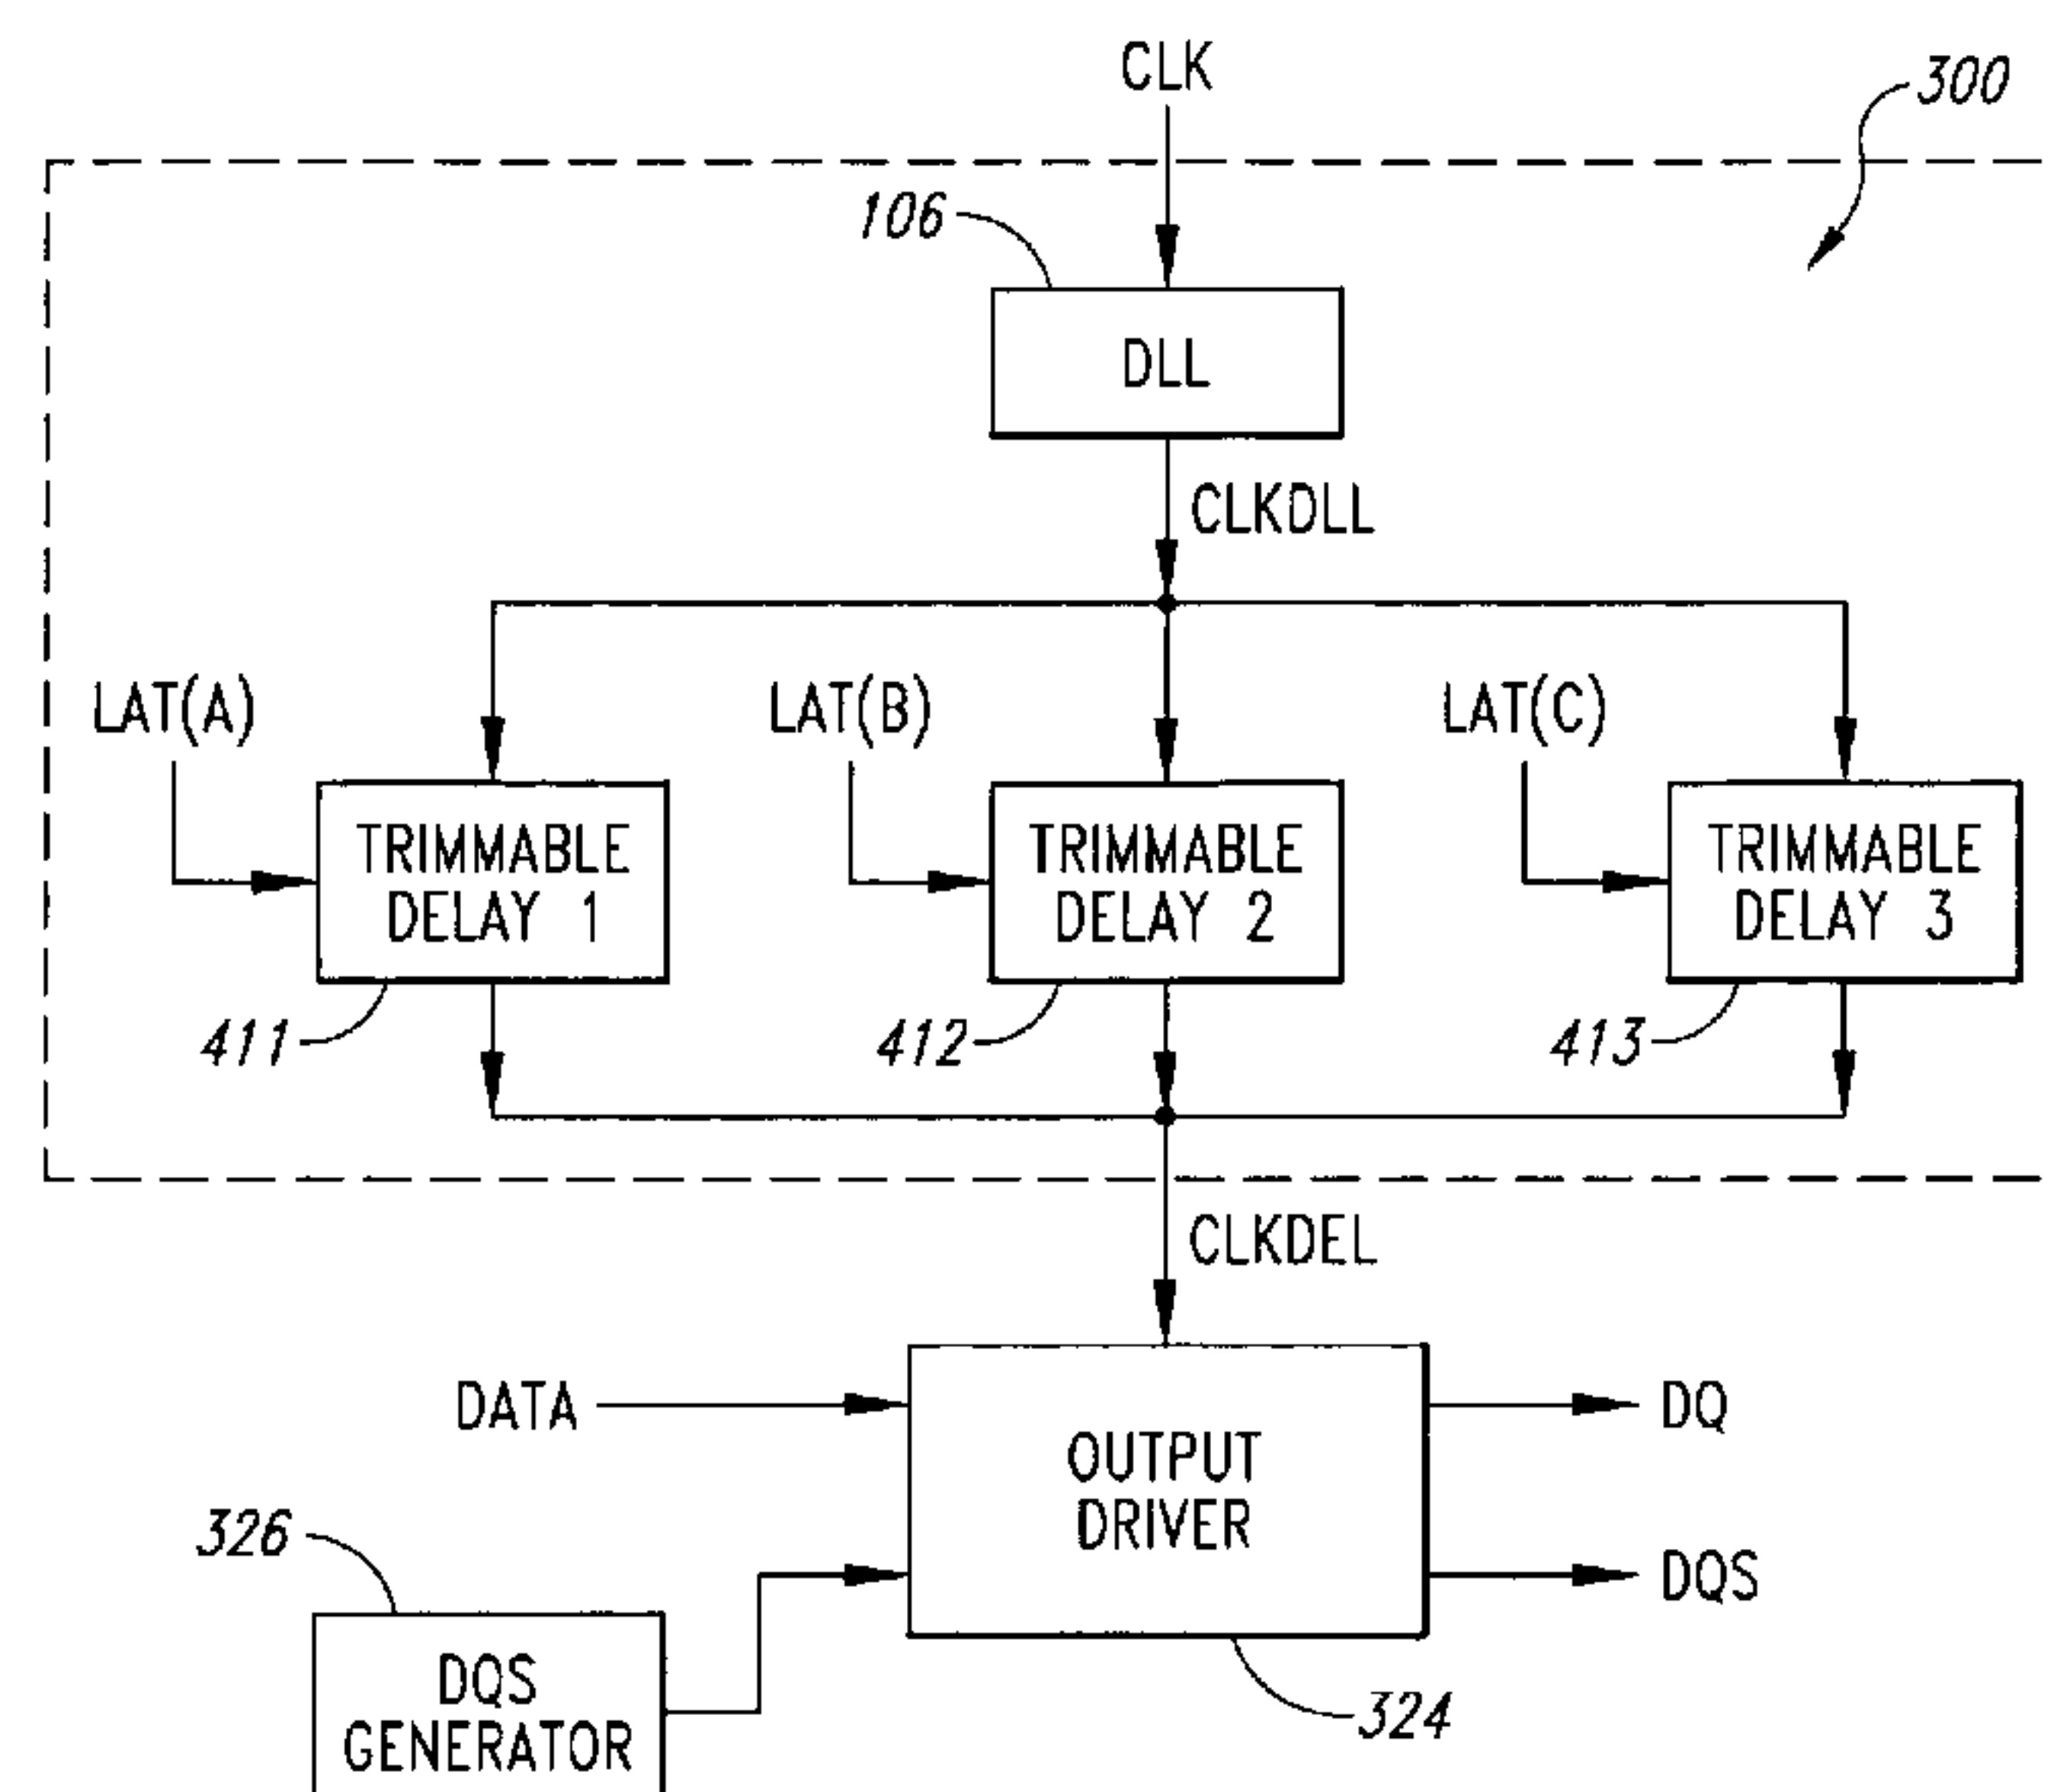 CLK
300
106
DLL
CLKDLL
LAT(A)
LAT(B)
LAT(C)
TRIMMABLE
DELAY 1
TRIMMABLE
DELAY 2
TRIMMABLE
DELAY 3
411
412
413
CLKDEL
DATA
DQ
OUTPUT
DRIVER
326
DQS
DQS
GENERATOR
324